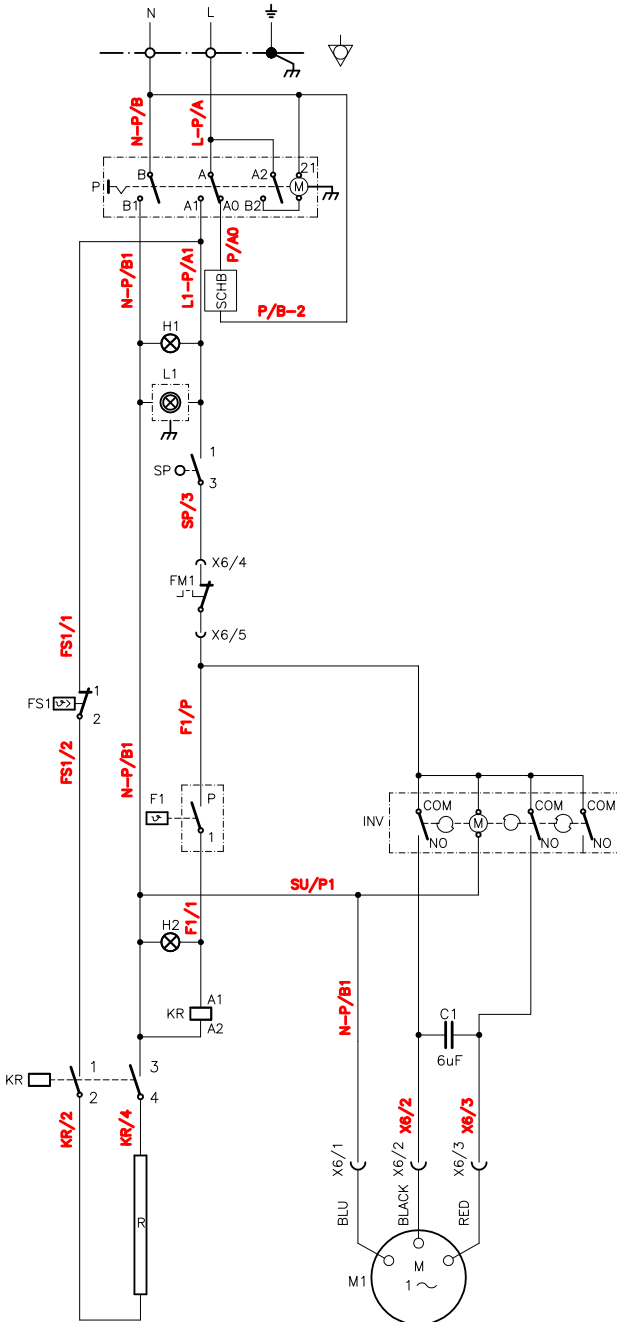 N L
N-P/B
L-P/A
P B A A2 21
M
B1 A1 A0 B2
P/A0
N-P/B1
L1-P/A1
SCHB
P/B-2
H1
L1
1
SP
3
SP/3
X6/4
FM1
X6/5
FS1/1
1
FS1
2
F1/P
FS1/2
N-P/B1
F1 P
1
COM COM COM
INV M
NO NO NO
SU/P1
F1/1
H2
N-P/B1
A1
KR
A2
C1
6uF
1 3
KR
2 4
KR/2
KR/4
X6/2
X6/3
X6/1
X6/2
X6/3
BLU
BLACK
RED
R
M
M1
1